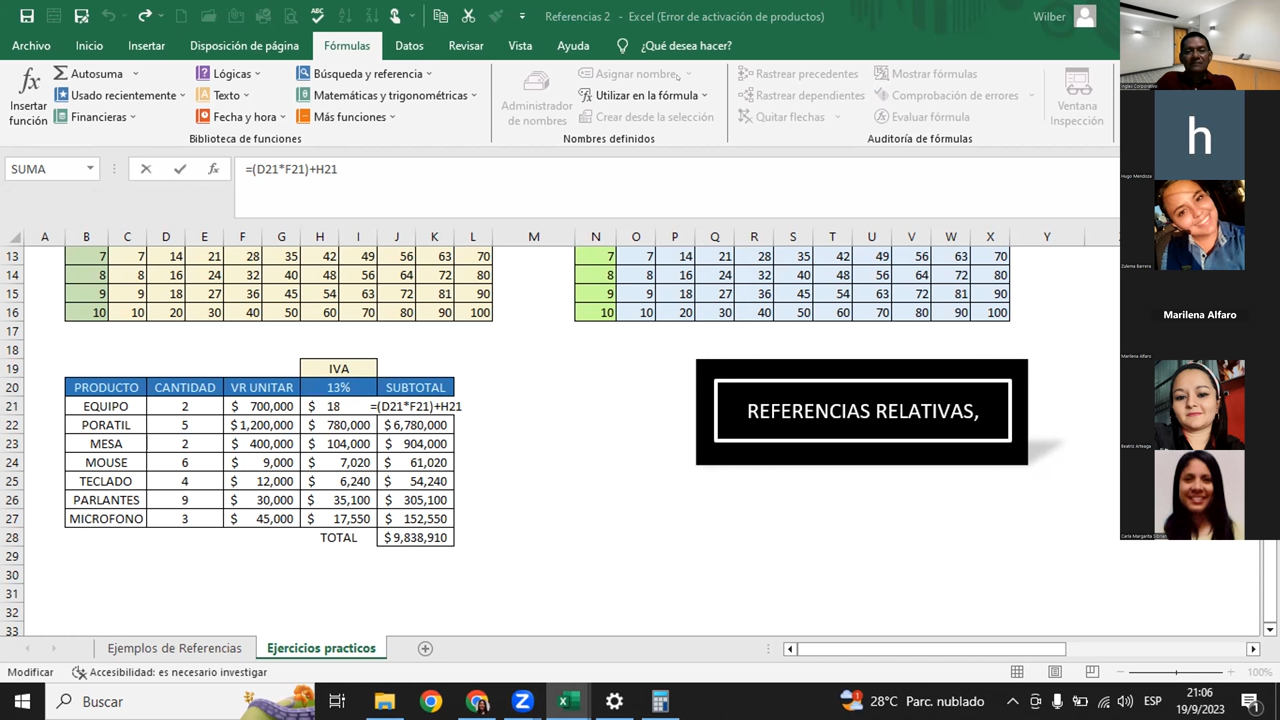 Referencias 2 - Excel (Error de activación de productos)
Wilber
Archivo Inicio Insertar Disposición de página Fórmulas Datos Revisar Vista Ayuda ¿Qué desea hacer?
Insertar función
Autosuma
Usado recientemente
Financieras
Lógicas
Texto
Fecha y hora
Búsqueda y referencia
Matemáticas y trigonométricas
Más funciones
Biblioteca de funciones
Administrador de nombres
Asignar nombre
Utilizar en la fórmula
Crear desde la selección
Nombres definidos
Rastrear precedentes
Rastrear dependientes
Quitar flechas
Mostrar fórmulas
Comprobación de errores
Evaluar fórmula
Auditoría de fórmulas
Ventana Inspección
SUMA fx =(D21*F21)+H21
A B C D E F G H I J K L M N O P Q R S T U V W X Y
13 7 7 14 21 28 35 42 49 56 63 70 7 7 14 21 28 35 42 49 56 63 70
14 8 8 16 24 32 40 48 56 64 72 80 8 8 16 24 32 40 48 56 64 72 80
15 9 9 18 27 36 45 54 63 72 81 90 9 9 18 27 36 45 54 63 72 81 90
16 10 10 20 30 40 50 60 70 80 90 100 10 10 20 30 40 50 60 70 80 90 100
17
18
19 IVA
20 PRODUCTO CANTIDAD VR UNITAR 13% SUBTOTAL
21 EQUIPO 2 $ 700,000 $ 18 =(D21*F21)+H21
22 PORATIL 5 $ 1,200,000 $ 780,000 $ 6,780,000
23 MESA 2 $ 400,000 $ 104,000 $ 904,000
24 MOUSE 6 $ 9,000 $ 7,020 $ 61,020
25 TECLADO 4 $ 12,000 $ 6,240 $ 54,240
26 PARLANTES 9 $ 30,000 $ 35,100 $ 305,100
27 MICROFONO 3 $ 45,000 $ 17,550 $ 152,550
28 TOTAL $ 9,838,910
29
30
31
32
33
REFERENCIAS RELATIVAS,
Ejemplos de Referencias Ejercicios practicos
Modificar Accesibilidad: es necesario investigar 100%
Buscar
28°C Parc. nublado
ESP
21:06
19/9/2023
1
Ingles Corporativo
h
Hugo Mendoza
Zulema Barrera
Marilena Alfaro
Marilena Alfaro
Beatriz Arteaga